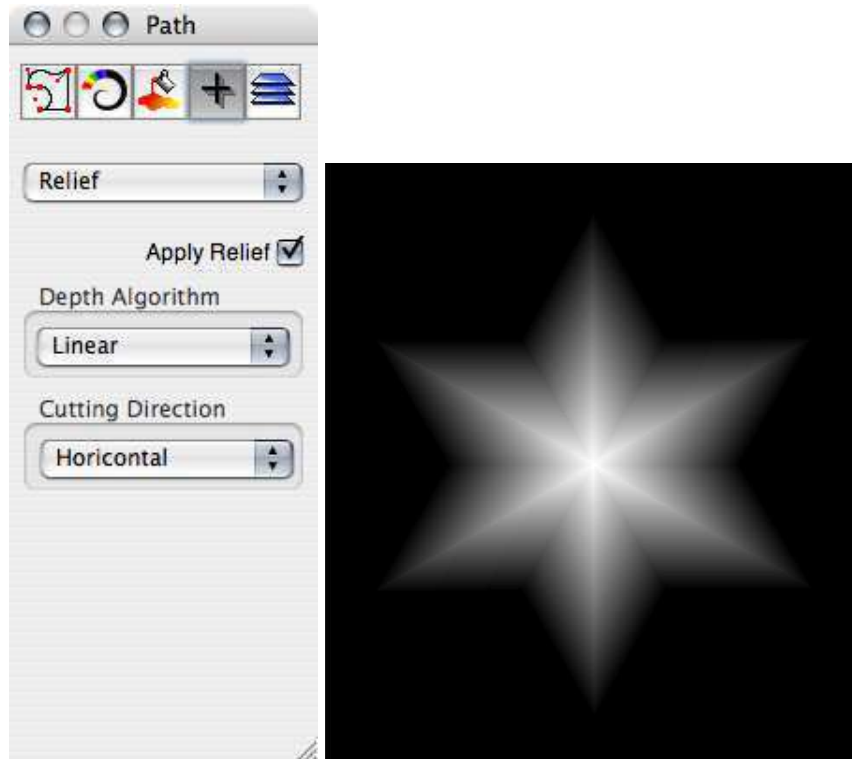 Path
Relief
Apply Relief
Depth Algorithm
Linear
Cutting Direction
Horicontal